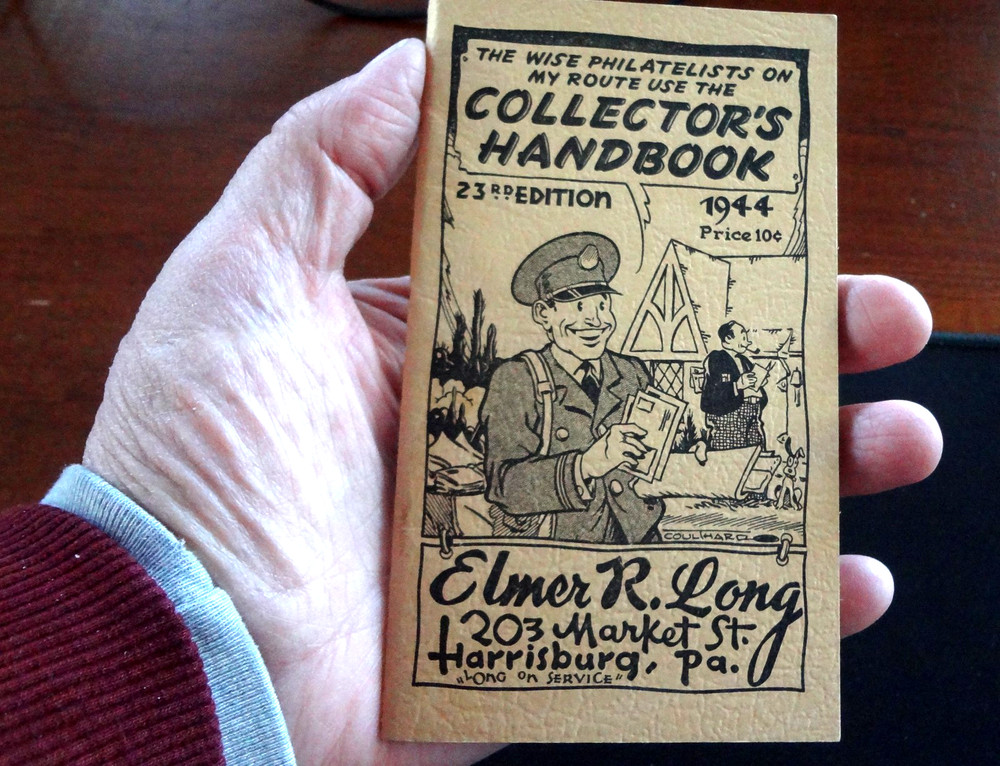 THE WISE PHILATELISTS ON
MY ROUTE USE THE
COLLECTOR'S
HANDBOOK
23RD EDITION
1944
Price 10¢
COULTHARD
Elmer R. Long
203 Market St.
Harrisburg, Pa.
"LONG ON SERVICE"